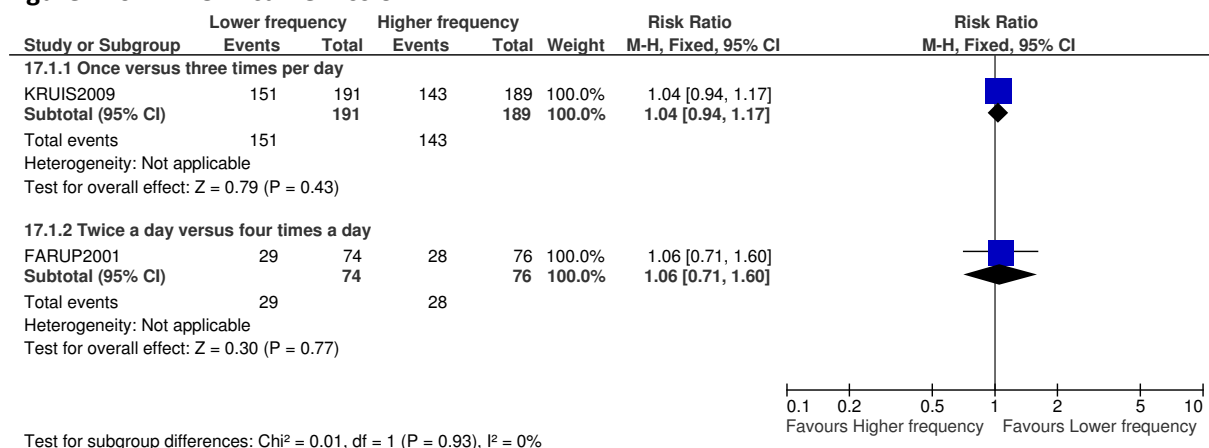 Lower frequency Higher frequency Risk Ratio Risk Ratio
Study or Subgroup Events Total Events Total Weight M-H, Fixed, 95% CI M-H, Fixed, 95% CI
17.1.1 Once versus three times per day
KRUIS2009 151 191 143 189 100.0% 1.04 [0.94, 1.17]
Subtotal (95% CI) 191 189 100.0% 1.04 [0.94, 1.17]
Total events 151 143
Heterogeneity: Not applicable
Test for overall effect: Z = 0.79 (P = 0.43)
17.1.2 Twice a day versus four times a day
FARUP2001 29 74 28 76 100.0% 1.06 [0.71, 1.60]
Subtotal (95% CI) 74 76 100.0% 1.06 [0.71, 1.60]
Total events 29 28
Heterogeneity: Not applicable
Test for overall effect: Z = 0.30 (P = 0.77)
0.1 0.2 0.5 1 2 5 10
Favours Higher frequency Favours Lower frequency
Test for subgroup differences: Chi² = 0.01, df = 1 (P = 0.93), I² = 0%